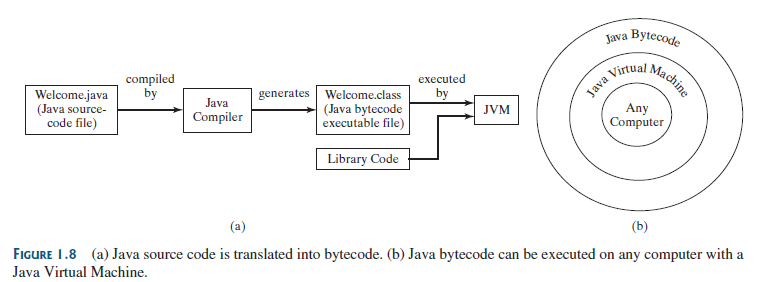 Welcome.java
(Java source-
code file)
compiled
by
Java
Compiler
generates
Welcome.class
(Java bytecode
executable file)
executed
by
JVM
Library Code
(a)
Java Bytecode
Java Virtual Machine
Any
Computer
(b)
FIGURE 1.8 (a) Java source code is translated into bytecode. (b) Java bytecode can be executed on any computer with a
Java Virtual Machine.